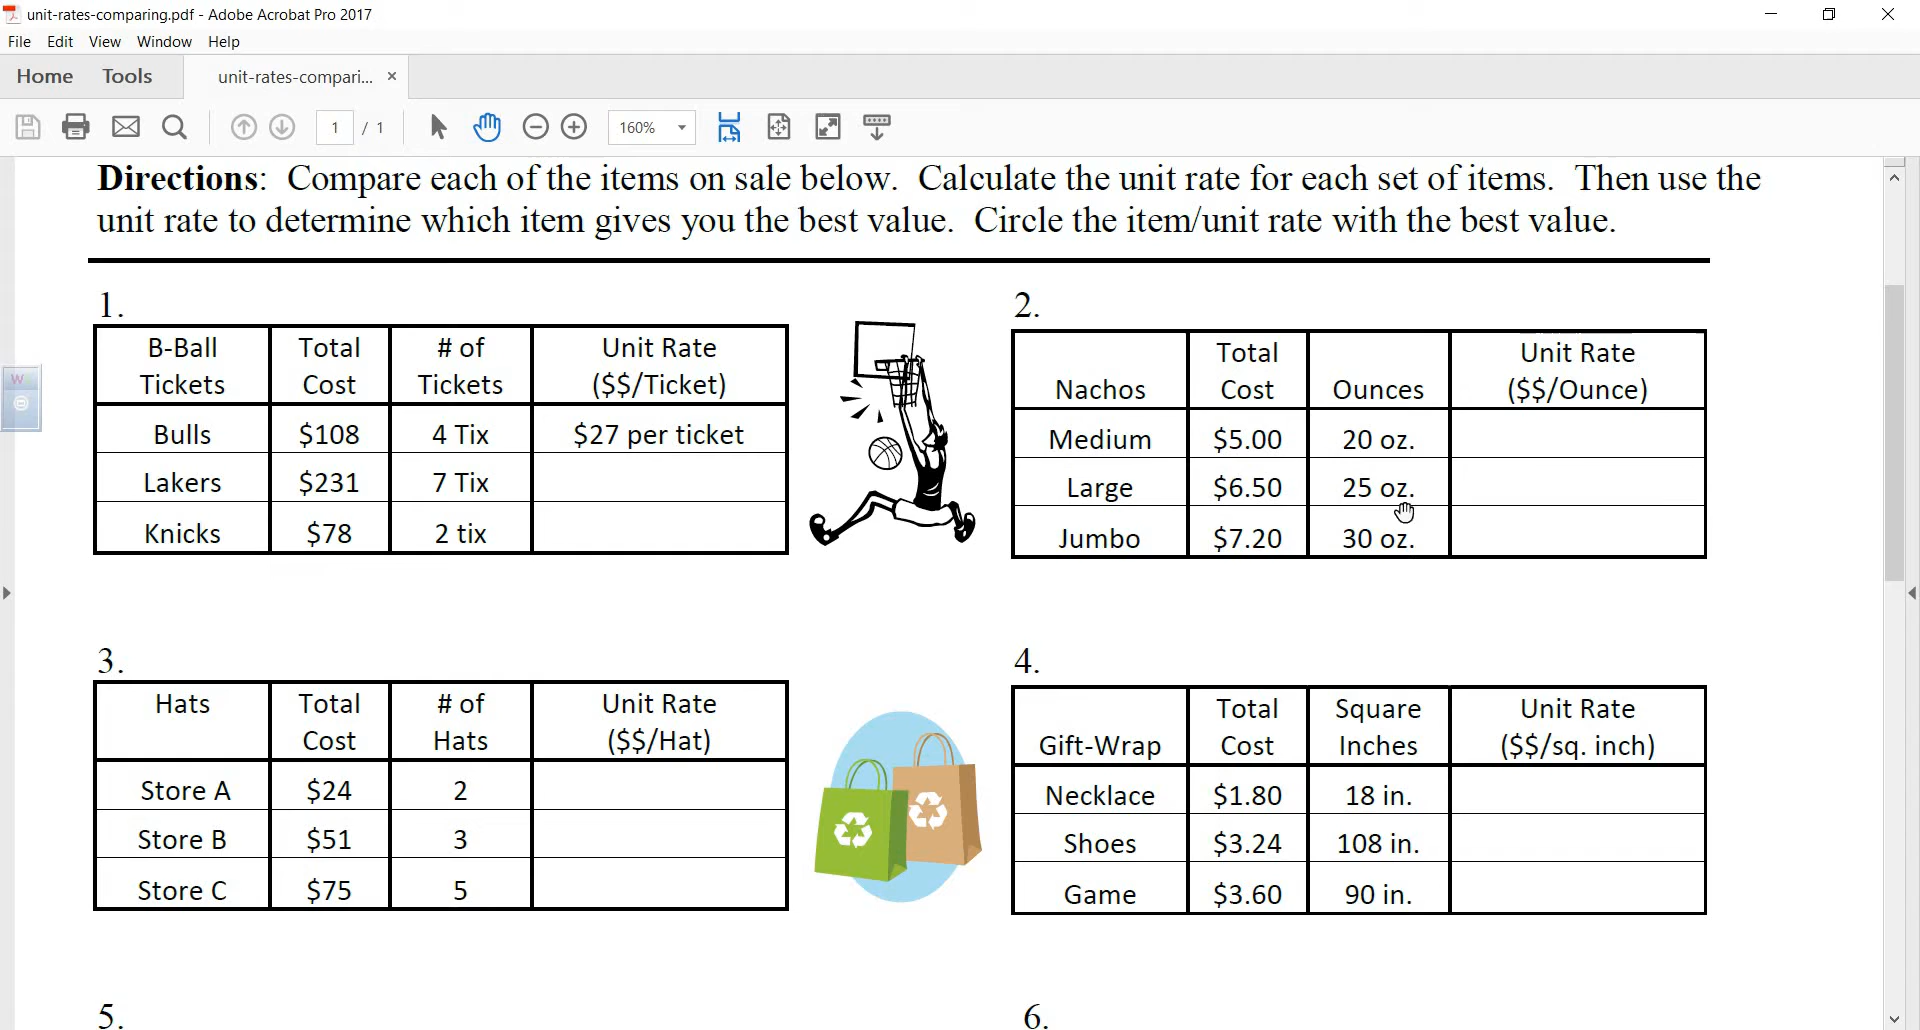 unit-rates-comparing.pdf - Adobe Acrobat Pro 2017
File Edit View Window Help
Home Tools unit-rates-compari... ×
1 / 1 160%
Directions: Compare each of the items on sale below. Calculate the unit rate for each set of items. Then use the
unit rate to determine which item gives you the best value. Circle the item/unit rate with the best value.
1.
B-Ball Tickets Total Cost # of Tickets Unit Rate ($$/Ticket)
Bulls $108 4 Tix $27 per ticket
Lakers $231 7 Tix
Knicks $78 2 tix
2.
Nachos Total Cost Ounces Unit Rate ($$/Ounce)
Medium $5.00 20 oz.
Large $6.50 25 oz.
Jumbo $7.20 30 oz.
3.
Hats Total Cost # of Hats Unit Rate ($$/Hat)
Store A $24 2
Store B $51 3
Store C $75 5
4.
Gift-Wrap Total Cost Square Inches Unit Rate ($$/sq. inch)
Necklace $1.80 18 in.
Shoes $3.24 108 in.
Game $3.60 90 in.
5.
6.
W